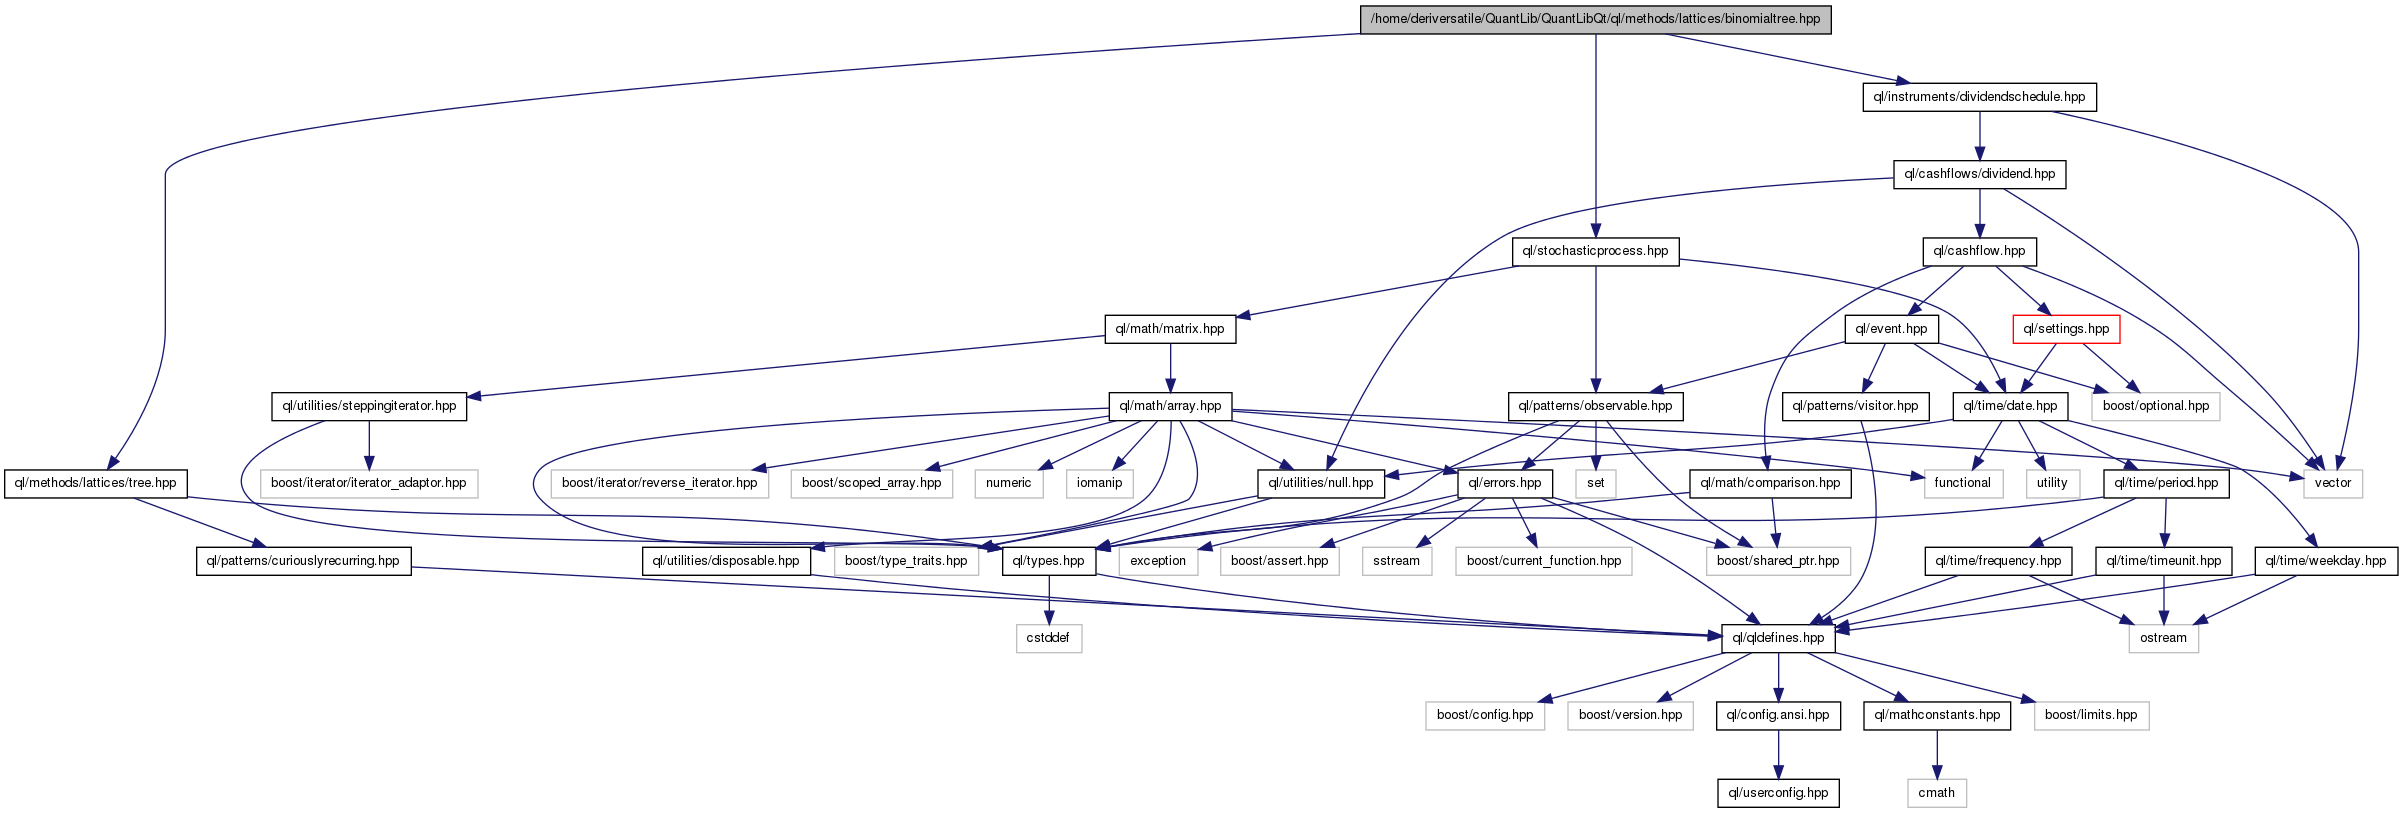 /home/deriversatile/QuantLib/QuantLibQt/ql/methods/lattices/binomialtree.hpp
ql/instruments/dividendschedule.hpp
ql/cashflows/dividend.hpp
ql/stochasticprocess.hpp
ql/cashflow.hpp
ql/math/matrix.hpp
ql/event.hpp
ql/settings.hpp
ql/utilities/steppingiterator.hpp
ql/math/array.hpp
ql/patterns/observable.hpp
ql/patterns/visitor.hpp
ql/time/date.hpp
boost/optional.hpp
ql/methods/lattices/tree.hpp
boost/iterator/iterator_adaptor.hpp
boost/iterator/reverse_iterator.hpp
boost/scoped_array.hpp
numeric
iomanip
ql/utilities/null.hpp
ql/errors.hpp
set
ql/math/comparison.hpp
functional
utility
ql/time/period.hpp
vector
ql/patterns/curiouslyrecurring.hpp
ql/utilities/disposable.hpp
boost/type_traits.hpp
ql/types.hpp
exception
boost/assert.hpp
sstream
boost/current_function.hpp
boost/shared_ptr.hpp
ql/time/frequency.hpp
ql/time/timeunit.hpp
ql/time/weekday.hpp
cstddef
ql/qldefines.hpp
ostream
boost/config.hpp
boost/version.hpp
ql/config.ansi.hpp
ql/mathconstants.hpp
boost/limits.hpp
ql/userconfig.hpp
cmath